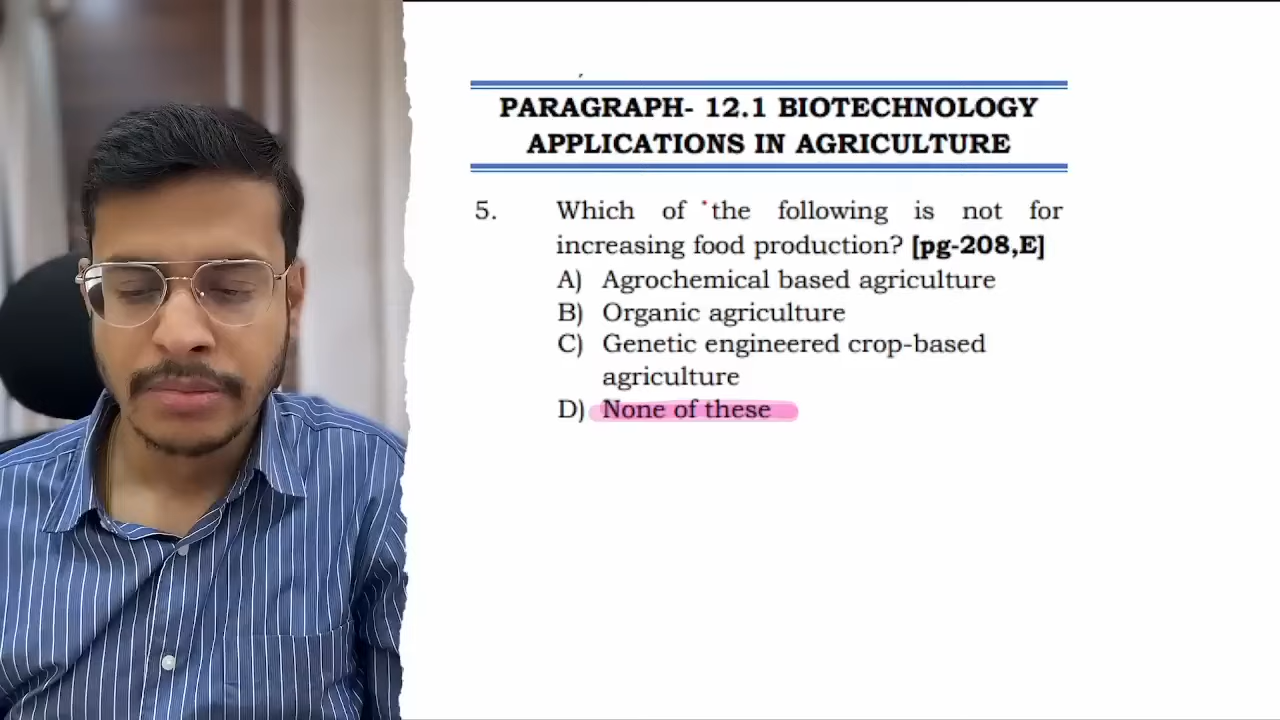 PARAGRAPH- 12.1 BIOTECHNOLOGY
APPLICATIONS IN AGRICULTURE
5. Which of the following is not for
increasing food production? [pg-208,E]
A) Agrochemical based agriculture
B) Organic agriculture
C) Genetic engineered crop-based
agriculture
D) None of these